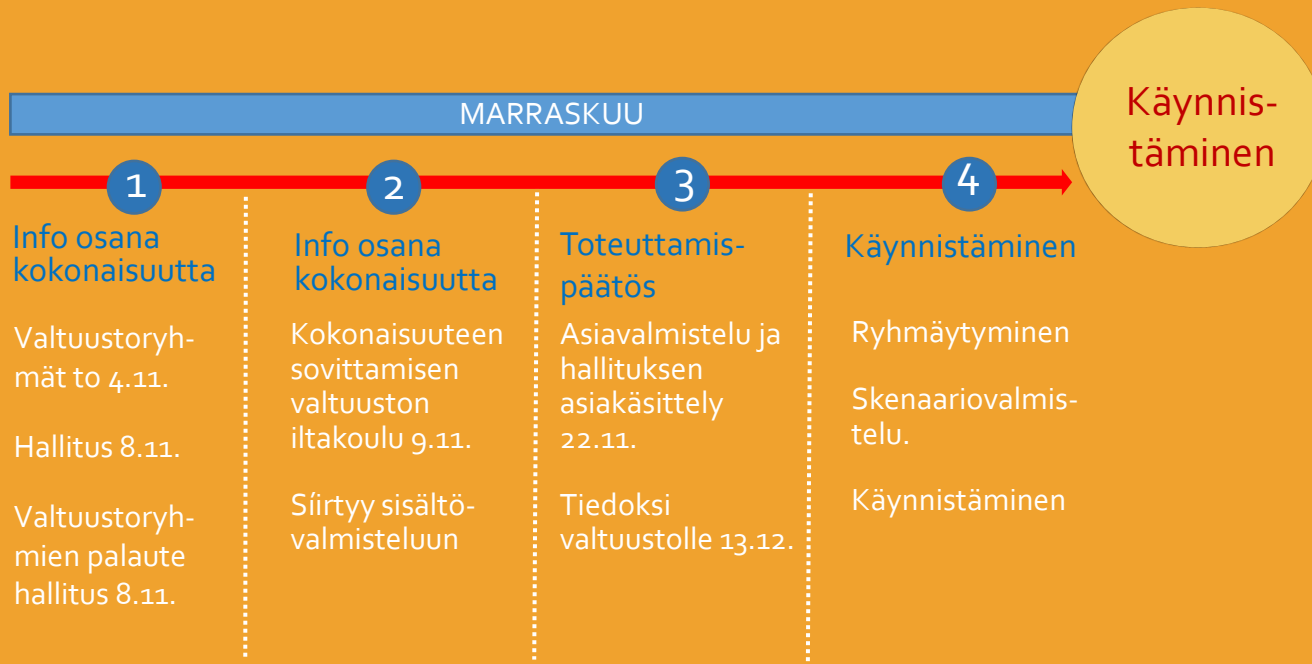 MARRASKUU
Käynnis-
täminen
1
Info osana
kokonaisuutta
Valtuustoryh-
mät to 4.11.
Hallitus 8.11.
Valtuustoryh-
mien palaute
hallitus 8.11.
2
Info osana
kokonaisuutta
Kokonaisuuteen
sovittamisen
valtuuston
iltakoulu 9.11.
Síirtyy sisältö-
valmisteluun
3
Toteuttamis-
päätös
Asiavalmistelu ja
hallituksen
asiakäsittely
22.11.
Tiedoksi
valtuustolle 13.12.
4
Käynnistäminen
Ryhmäytyminen
Skenaariovalmis-
telu.
Käynnistäminen